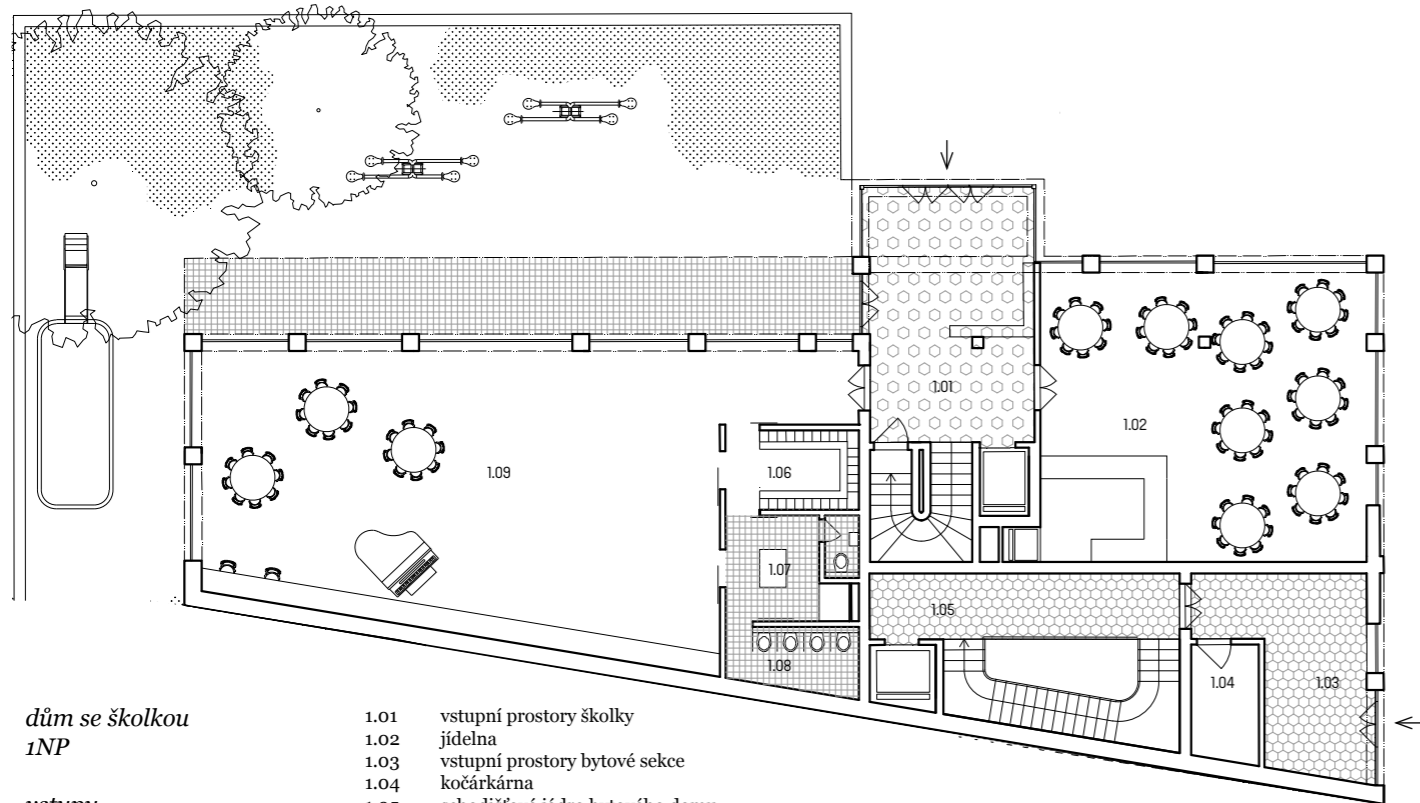 1.01
1.02
1.09
1.06
1.07
1.05
1.08
1.04
1.03
dům se školkou
1NP
1.01 vstupní prostory školky
1.02 jídelna
1.03 vstupní prostory bytové sekce
1.04 kočárkárna